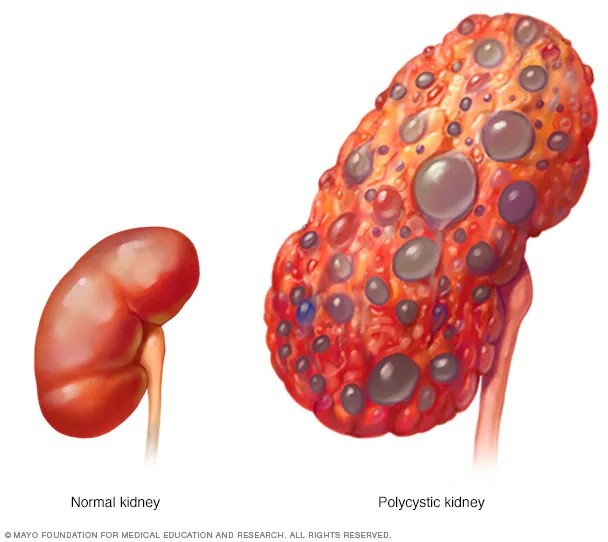 Normal kidney
Polycystic kidney
© MAYO FOUNDATION FOR MEDICAL EDUCATION AND RESEARCH. ALL RIGHTS RESERVED.